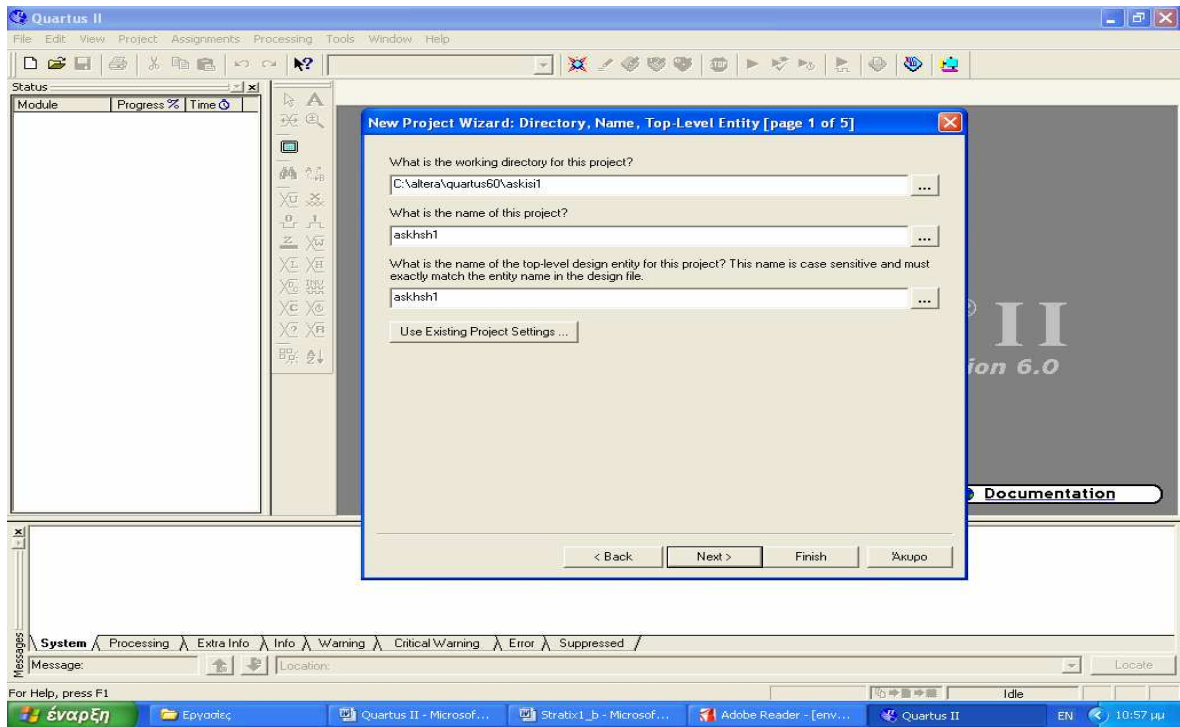 Quartus II
File Edit View Project Assignments Processing Tools Window Help
Status
Module Progress % Time
New Project Wizard: Directory, Name, Top-Level Entity [page 1 of 5]
What is the working directory for this project?
C:\altera\quartus60\askisi1
...
What is the name of this project?
askhsh1
...
What is the name of the top-level design entity for this project? This name is case sensitive and must
exactly match the entity name in the design file.
askhsh1
...
Use Existing Project Settings ...
II
ion 6.0
Documentation
< Back Next > Finish Άκυρο
Messages
System Processing Extra Info Info Warning Critical Warning Error Suppressed
Message: Location: Locate
For Help, press F1 Idle
έναρξη Εργασίες Quartus II - Microsof... Stratix1_b - Microsof... Adobe Reader - [env... Quartus II EN 10:57 μμ